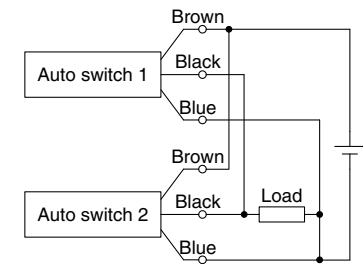 Brown
Auto switch 1
Black
Blue
Brown
Auto switch 2
Black
Load
Blue